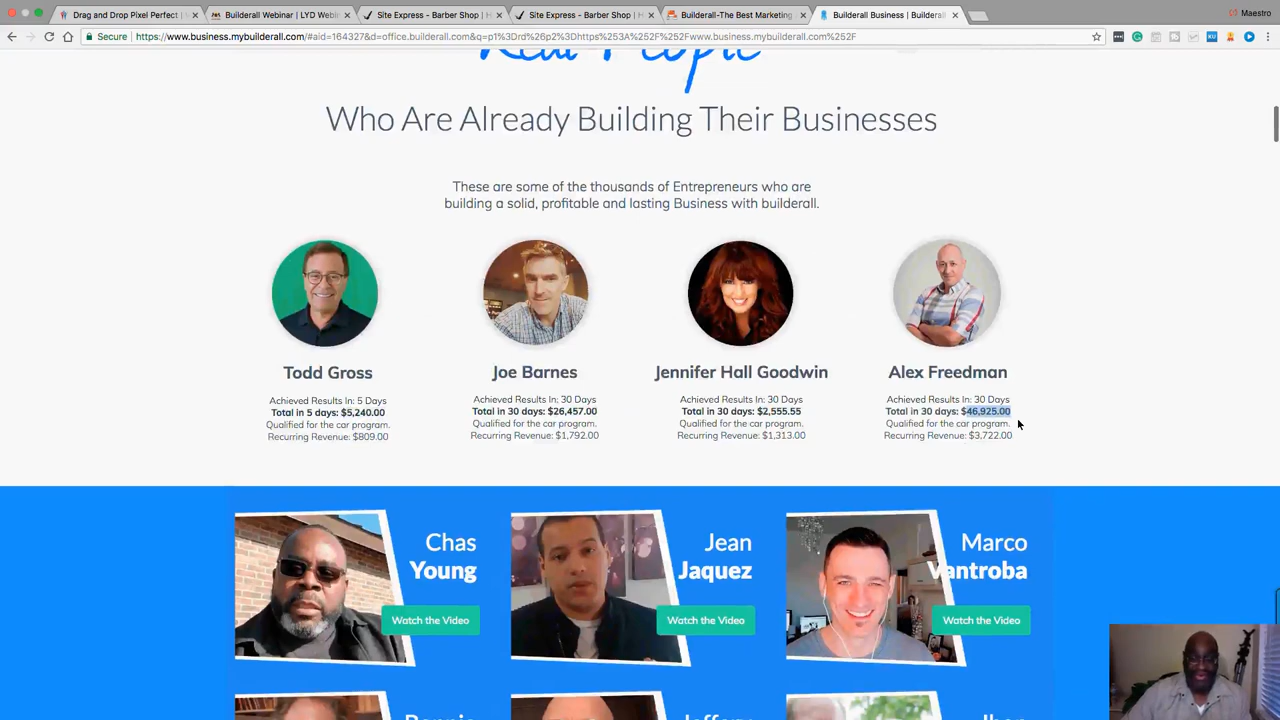 Drag and Drop Pixel Perfect
Builderall Webinar | LYD Webin
Site Express - Barber Shop | H
Site Express - Barber Shop | H
Builderall-The Best Marketing
Builderall Business | Builderall
Maestro
Secure
https://www.business.mybuilderall.com/#aid=164327&d=office.builderall.com&q=p1%3Drd%26p2%3Dhttps%253A%252F%252Fwww.business.mybuilderall.com%252F
Real People
Who Are Already Building Their Businesses
These are some of the thousands of Entrepreneurs who are
building a solid, profitable and lasting Business with builderall.
Todd Gross
Achieved Results In: 5 Days
Total in 5 days: $5,240.00
Qualified for the car program.
Recurring Revenue: $809.00
Joe Barnes
Achieved Results In: 30 Days
Total in 30 days: $26,457.00
Qualified for the car program.
Recurring Revenue: $1,792.00
Jennifer Hall Goodwin
Achieved Results In: 30 Days
Total in 30 days: $2,555.55
Qualified for the car program.
Recurring Revenue: $1,313.00
Alex Freedman
Achieved Results In: 30 Days
Total in 30 days: $46,925.00
Qualified for the car program.
Recurring Revenue: $3,722.00
Chas
Young
Watch the Video
Jean
Jaquez
Watch the Video
Marco
Vantroba
Watch the Video